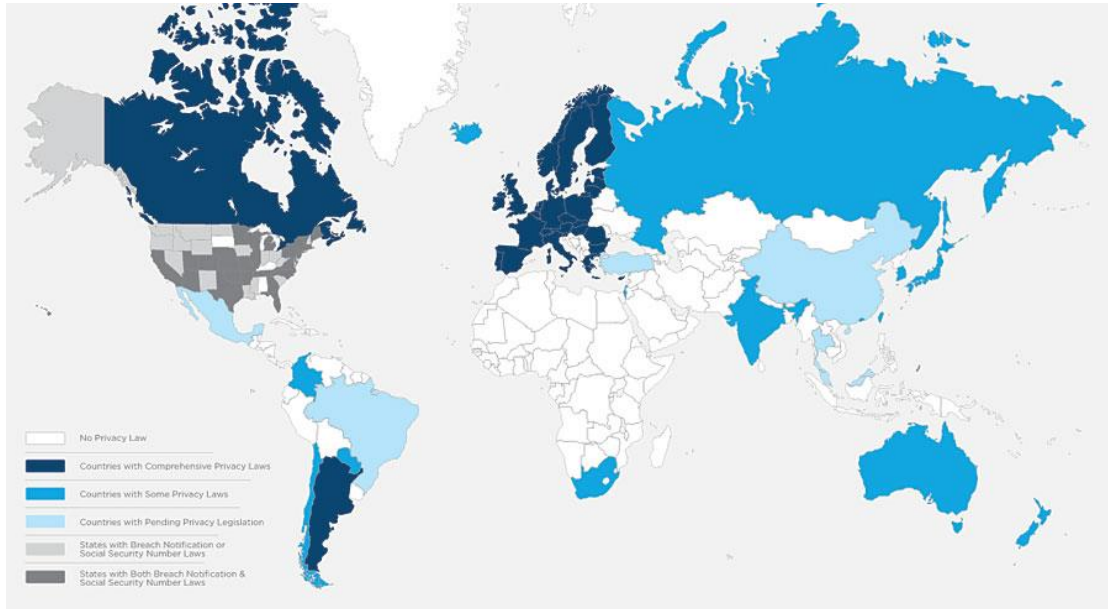 No Privacy Law
Countries with Comprehensive Privacy Laws
Countries with Some Privacy Laws
Countries with Pending Privacy Legislation
States with Breach Notification or
Social Security Number Laws
States with Both Breach Notification &
Social Security Number Laws